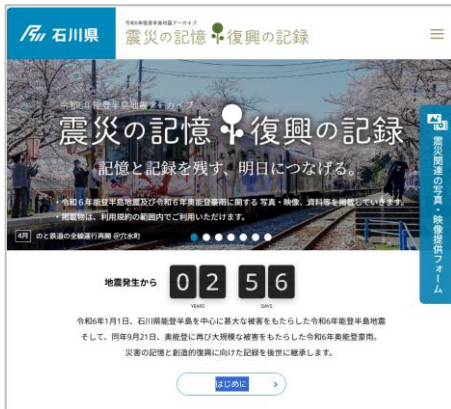 石川県
令和6年能登半島地震アーカイブ
震災の記憶 復興の記録
令和6年能登半島地震アーカイブ
震災の記憶 復興の記録
記憶と記録を残す、明日につなげる。
・令和6年能登半島地震及び令和6年奥能登豪雨に関する 写真・映像、資料等を掲載していきます。
・掲載物は、利用規約の範囲内でご利用いただけます。
4月 のと鉄道の全線運行再開 @穴水町
震災関連の写真・映像提供フォーム
地震発生から 02 56
YEARS DAYS
令和6年1月1日、石川県能登半島を中心に甚大な被害をもたらした令和6年能登半島地震
そして、同年9月21日、奥能登に再び大規模な被害をもたらした令和6年奥能登豪雨。
災害の記憶と創造的復興に向けた記録を後世に継承します。
はじめに